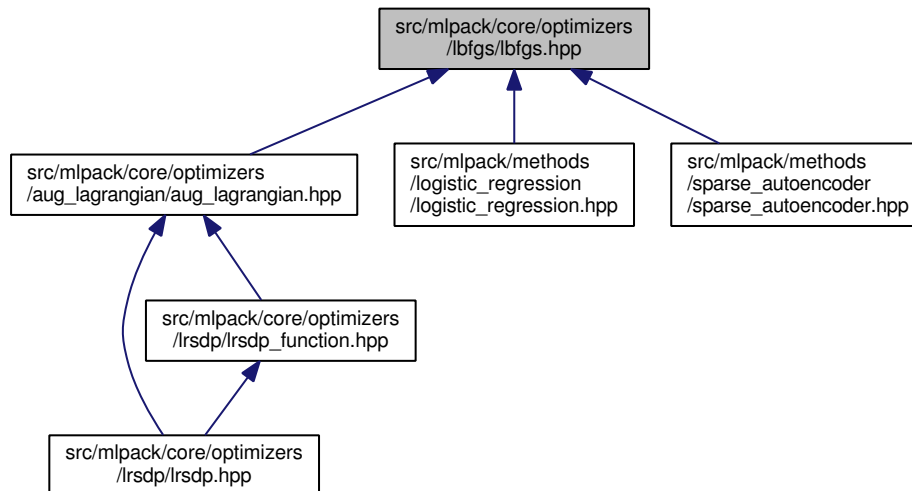 src/mlpack/core/optimizers
/lbfgs/lbfgs.hpp
src/mlpack/core/optimizers
/aug_lagrangian/aug_lagrangian.hpp
src/mlpack/methods
/logistic_regression
/logistic_regression.hpp
src/mlpack/methods
/sparse_autoencoder
/sparse_autoencoder.hpp
src/mlpack/core/optimizers
/lrsdp/lrsdp_function.hpp
src/mlpack/core/optimizers
/lrsdp/lrsdp.hpp